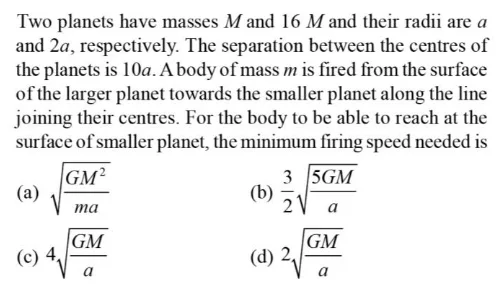 Two planets have masses M and 16 M and their radii are a
and 2a, respectively. The separation between the centres of
the planets is 10a. A body of mass m is fired from the surface
of the larger planet towards the smaller planet along the line
joining their centres. For the body to be able to reach at the
surface of smaller planet, the minimum firing speed needed is
(a) √(GM²/ma) (b) 3/2 √(5GM/a)
(c) 4√(GM/a) (d) 2√(GM/a)